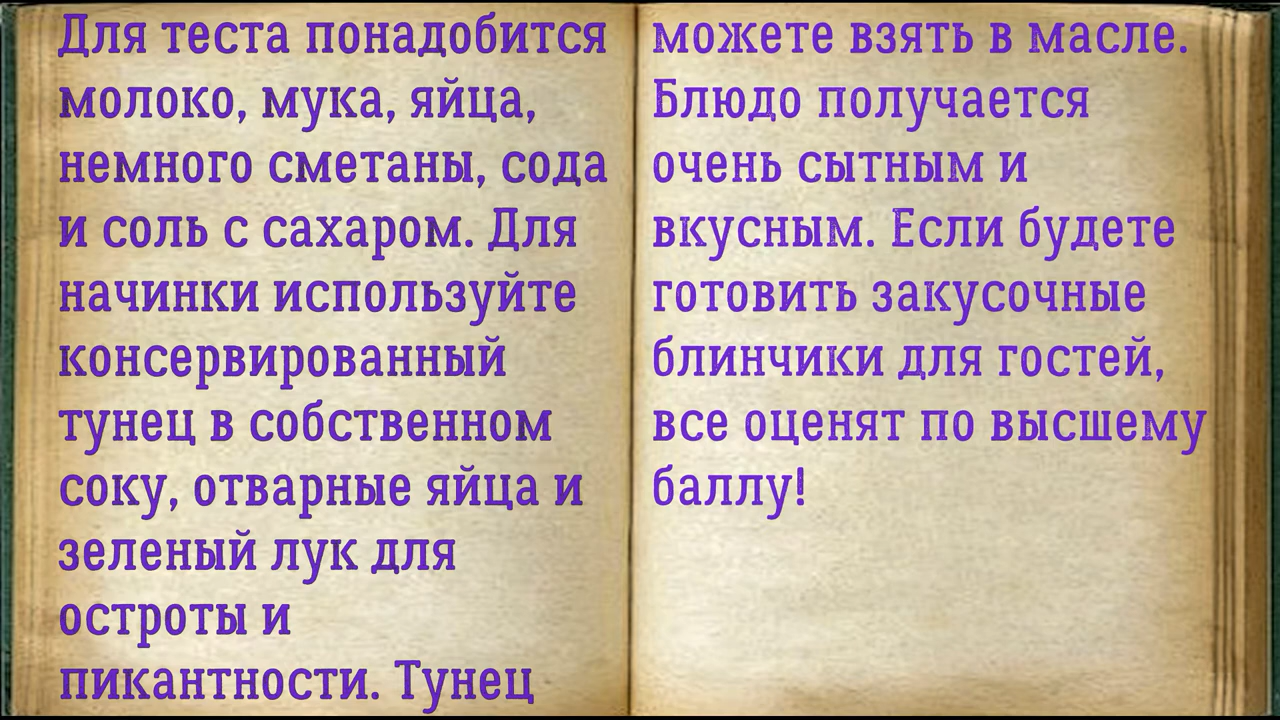 Для теста понадобится
молоко, мука, яйца,
немного сметаны, сода
и соль с сахаром. Для
начинки используйте
консервированный
тунец в собственном
соку, отварные яйца и
зеленый лук для
остроты и
пикантности. Тунец
можете взять в масле.
Блюдо получается
очень сытным и
вкусным. Если будете
готовить закусочные
блинчики для гостей,
все оценят по высшему
баллу!